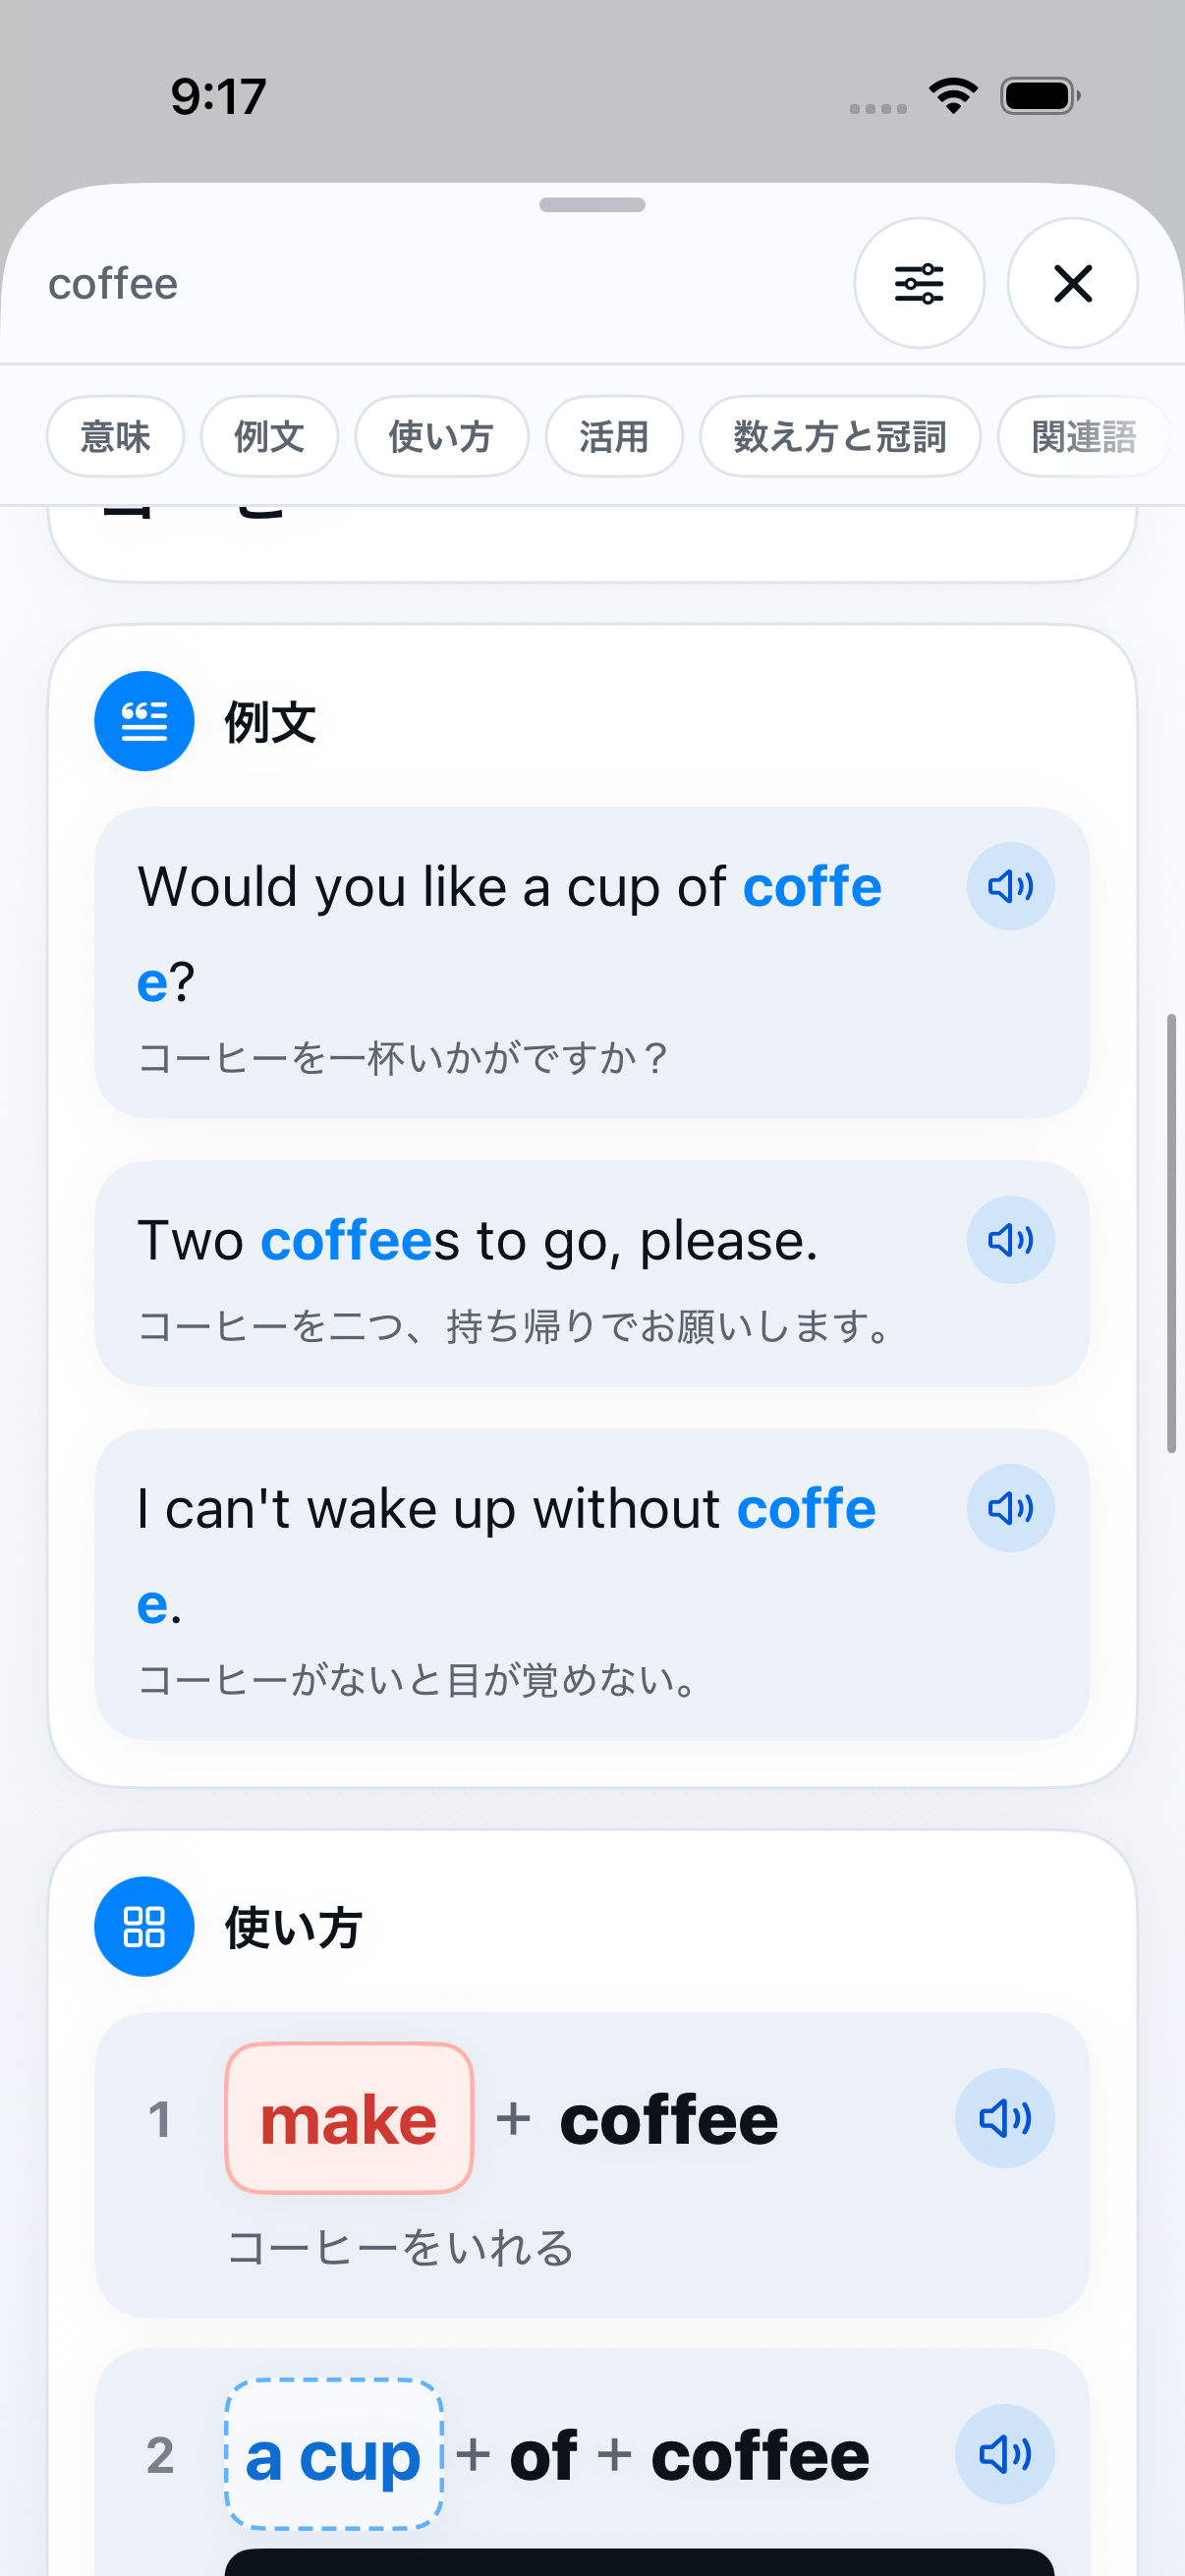 9:17
coffee
意味 例文 使い方 活用 数え方と冠詞 関連語
例文
Would you like a cup of coffe
e?
コーヒーを一杯いかがですか？
Two coffees to go, please.
コーヒーを二つ、持ち帰りでお願いします。
I can't wake up without coffe
e.
コーヒーがないと目が覚めない。
使い方
1 make + coffee
コーヒーをいれる
2 a cup + of + coffee